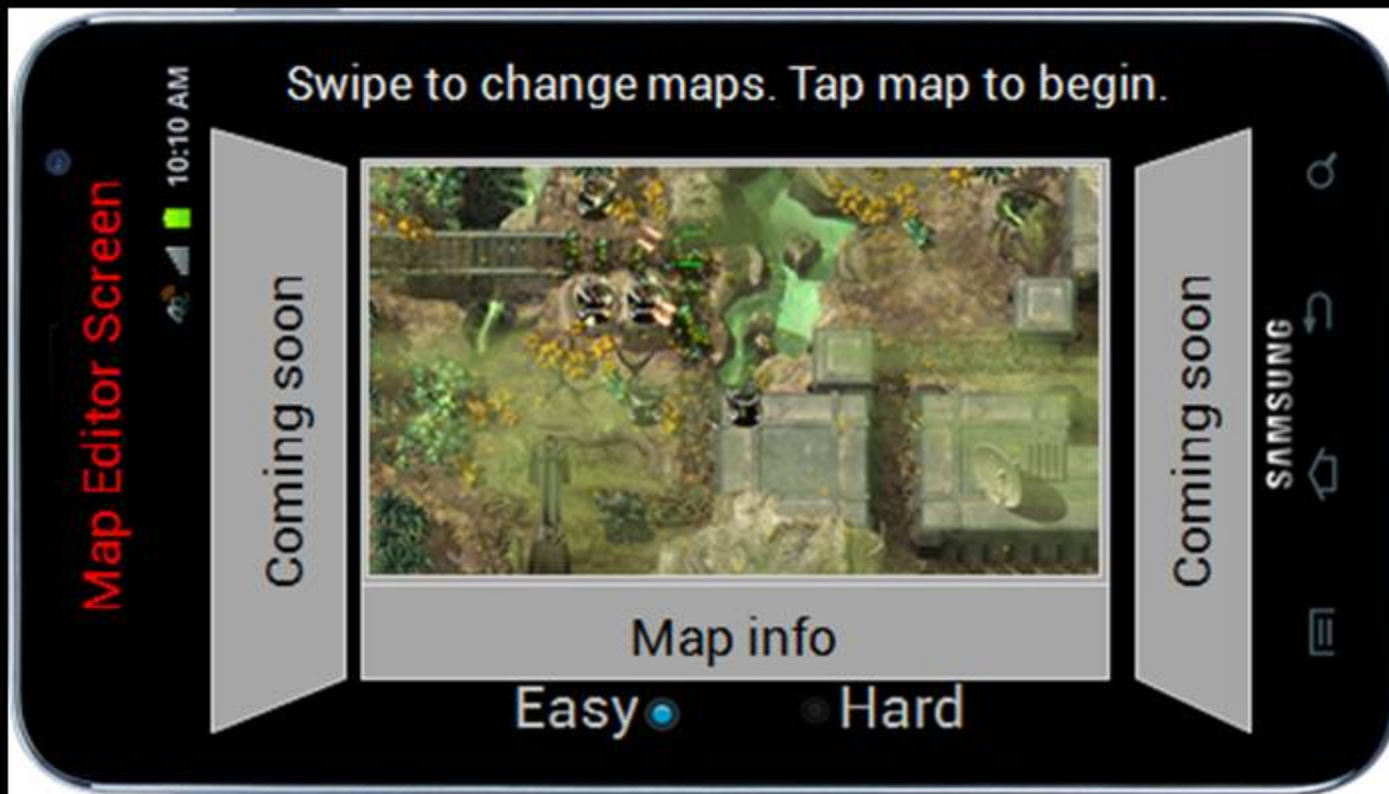 Map Editor Screen
10:10 AM
Swipe to change maps. Tap map to begin.
Coming soon
Map info
Easy
Hard
Coming soon
SAMSUNG